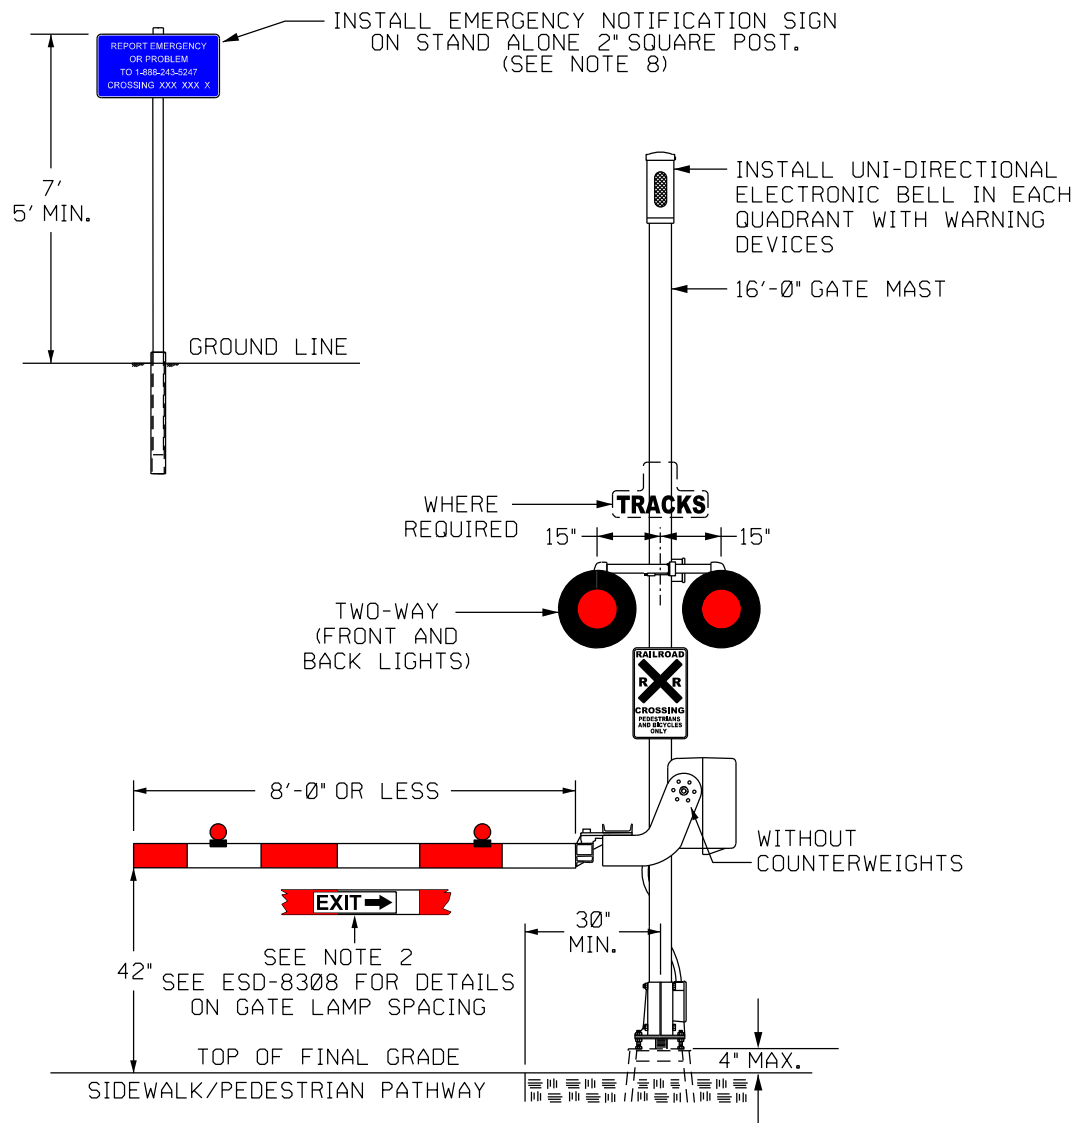 INSTALL EMERGENCY NOTIFICATION SIGN
ON STAND ALONE 2" SQUARE POST.
(SEE NOTE 8)
REPORT EMERGENCY
OR PROBLEM
TO 1-888-243-5247
CROSSING XXX XXX X
7'
5' MIN.
GROUND LINE
INSTALL UNI-DIRECTIONAL
ELECTRONIC BELL IN EACH
QUADRANT WITH WARNING
DEVICES
16'-0" GATE MAST
WHERE
REQUIRED
TRACKS
15"
15"
TWO-WAY
(FRONT AND
BACK LIGHTS)
RAILROAD
R R
CROSSING
PEDESTRIANS
AND BICYCLES
ONLY
8'-0" OR LESS
WITHOUT
COUNTERWEIGHTS
EXIT
30"
MIN.
42"
SEE NOTE 2
SEE ESD-8308 FOR DETAILS
ON GATE LAMP SPACING
TOP OF FINAL GRADE
4" MAX.
SIDEWALK/PEDESTRIAN PATHWAY